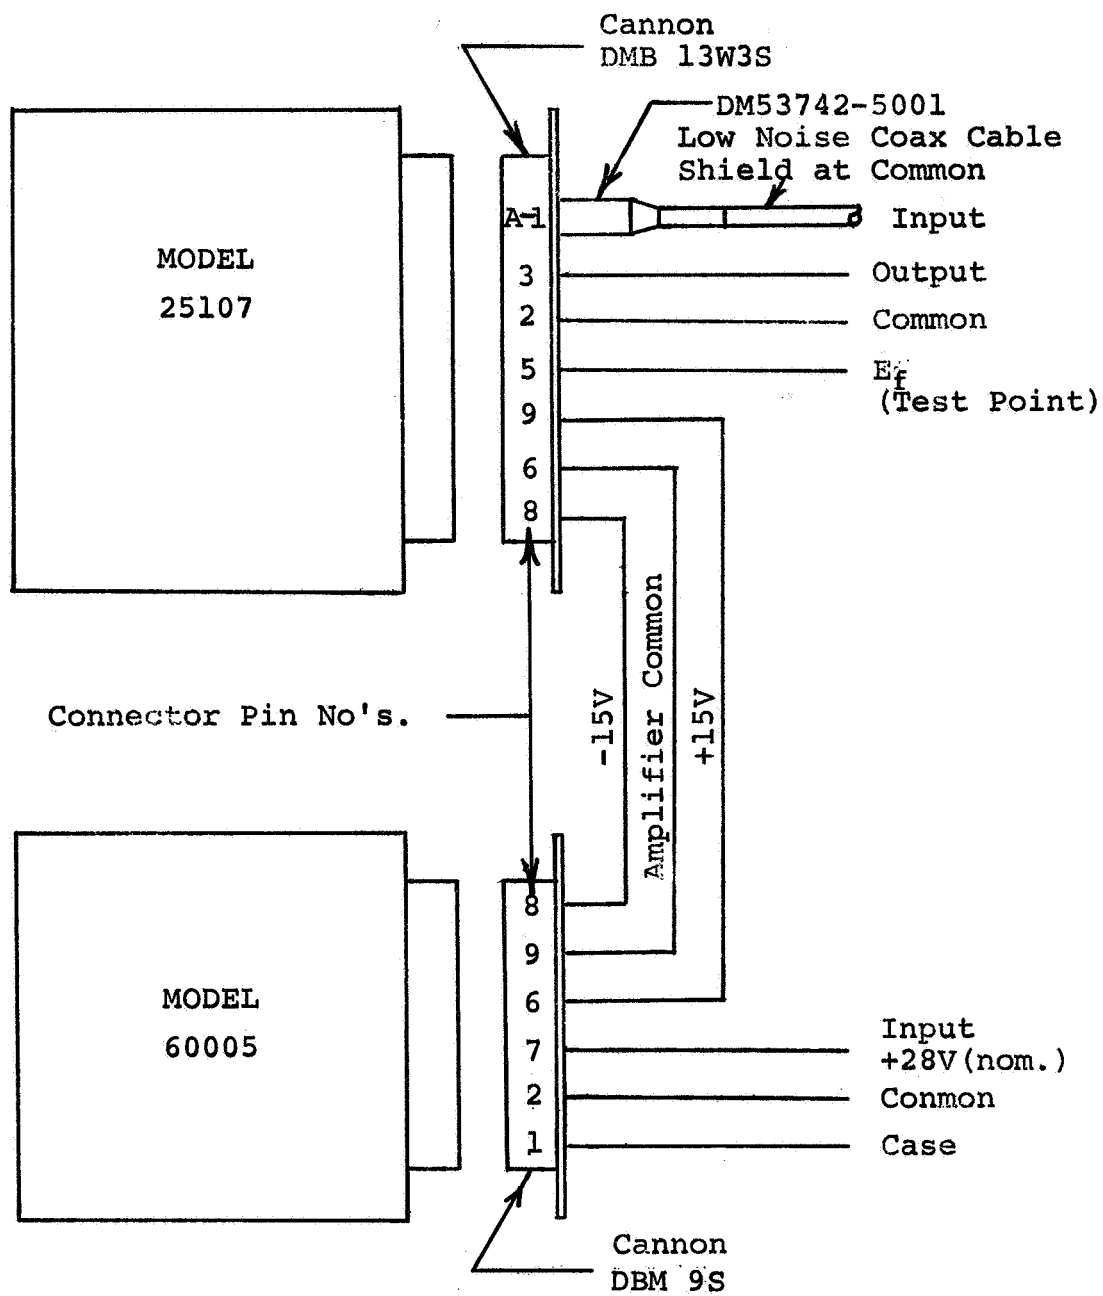 Cannon
DMB 13W3S
DM53742-5001
Low Noise Coax Cable
Shield at Common
A-1
Input
MODEL
25107
3
Output
2
Common
5
Ef
(Test Point)
9
6
8
Connector Pin No's.
-15V
Amplifier Common
+15V
8
9
6
MODEL
60005
7
Input
+28V(nom.)
2
Conmon
1
Case
Cannon
DBM 9S